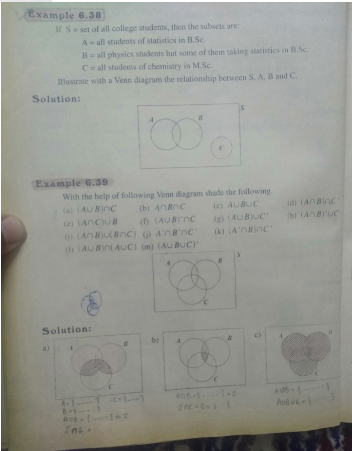 Example 6.38
If S = set of all college students, then the subsets are:
A = all students of statistics in B.Sc.
B = all physics students but some of them taking statistics in B.Sc.
C = all students of chemistry in M.Sc.
Illustrate with a Venn diagram the relationship between S, A, B and C.
Solution:
S
A B
C
Example 6.39
With the help of following Venn diagram shade the following
(a) (A∪B)∩C (b) A∩B∩C (c) A∪B∪C (d) (A∩B)∩C'
(e) (A∩C)∪B (f) (A∪B)'∩C (g) (A∪B)∪C' (h) (A∩B)'∪C
(i) (A∩B)∪(B∩C) (j) A'∩B'∩C' (k) (A'∩B)∩C'
(l) (A∪B)∩(A∪C) (m) (A∪B∪C)'
S
A B
C
Solution:
a) b) c)
A B A B A B
C C C